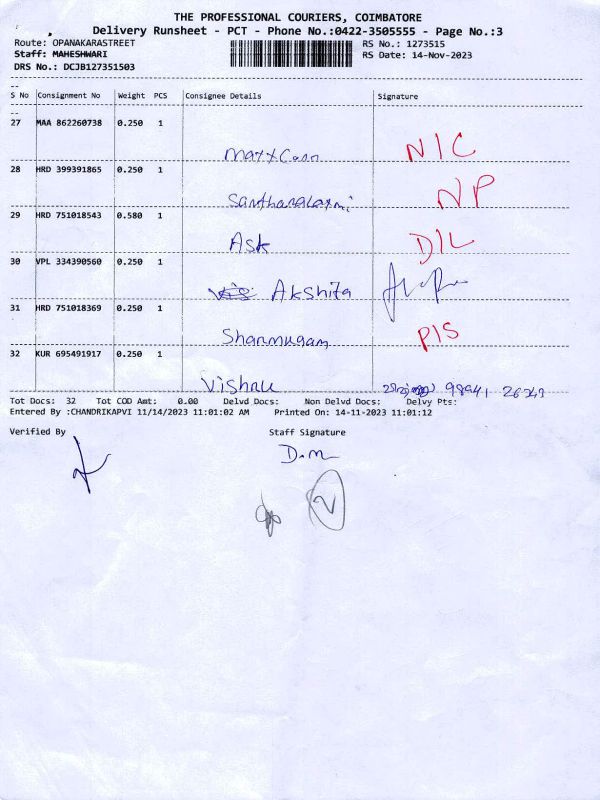 THE PROFESSIONAL COURIERS, COIMBATORE
Delivery Runsheet - PCT - Phone No.:0422-3505555 - Page No.:3
Route: OPANAKARASTREET RS No.: 1273515
Staff: MAHESHWARI RS Date: 14-Nov-2023
DRS No.: DCJB127351503
S No Consignment No Weight PCS Consignee Details Signature
27 MAA 862260738 0.250 1
NIC
28 HRD 399391865 0.250 1
Santhanalaxmi NP
29 HRD 751018543 0.580 1
Ask D/L
30 VPL 334390560 0.250 1
Akshita
31 HRD 751018369 0.250 1
Shanmugam P/S
32 KUR 695491917 0.250 1
Vishnu
Tot Docs: 32 Tot COD Amt: 0.00 Delvd Docs: Non Delvd Docs: Delvy Pts:
Entered By :CHANDRIKAPVI 11/14/2023 11:01:02 AM Printed On: 14-11-2023 11:01:12
Verified By Staff Signature
D.M
2